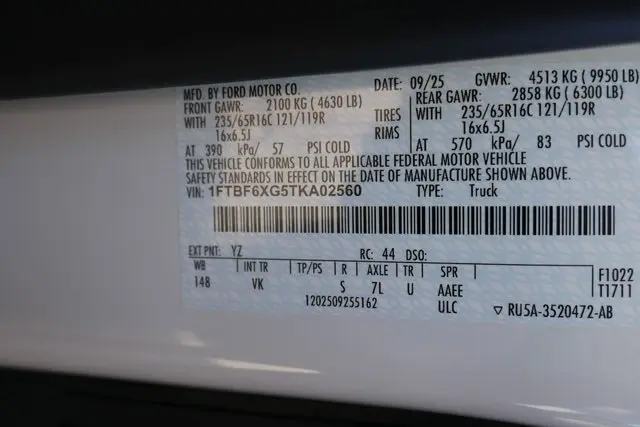 MFD. BY FORD MOTOR CO. DATE: 09/25 GVWR: 4513 KG (9950 LB)
FRONT GAWR: 2100 KG (4630 LB) REAR GAWR: 2858 KG (6300 LB)
WITH 235/65R16C 121/119R TIRES WITH 235/65R16C 121/119R
16x6.5J RIMS 16x6.5J
AT 390 kPa/ 57 PSI COLD AT 570 kPa/ 83 PSI COLD
THIS VEHICLE CONFORMS TO ALL APPLICABLE FEDERAL MOTOR VEHICLE
SAFETY STANDARDS IN EFFECT ON THE DATE OF MANUFACTURE SHOWN ABOVE.
VIN: 1FTBF6XG5TKA02560 TYPE: Truck
EXT PNT: YZ RC: 44 DSO:
WB INT TR TP/PS R AXLE TR SPR F1022
148 VK S 7L U AAEE T1711
1202509255162 ULC ▽ RU5A-3520472-AB